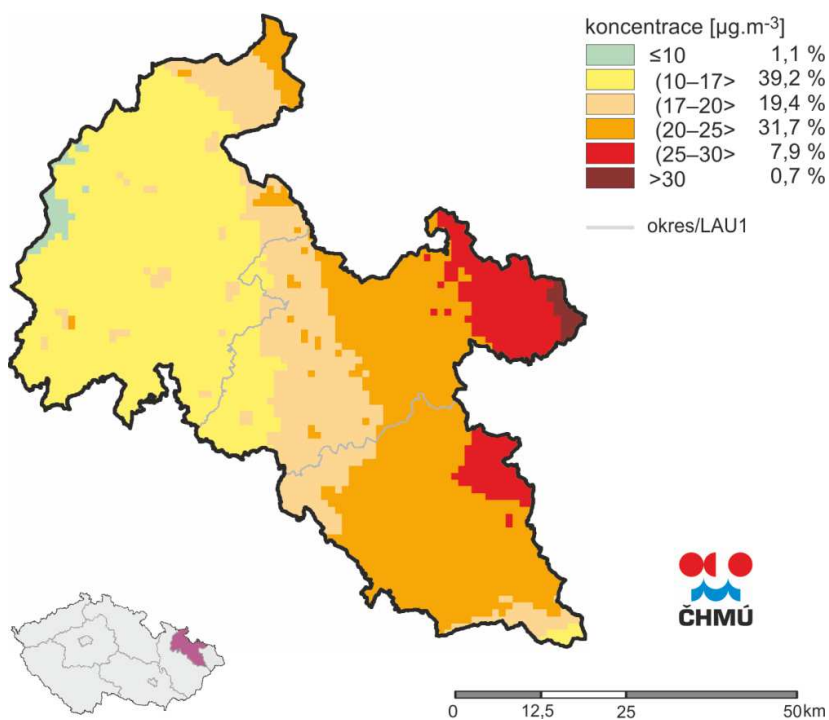 koncentrace [µg.m-3]
≤10 1,1 %
(10–17> 39,2 %
(17–20> 19,4 %
(20–25> 31,7 %
(25–30> 7,9 %
>30 0,7 %
okres/LAU1
ČHMÚ
0 12,5 25 50km